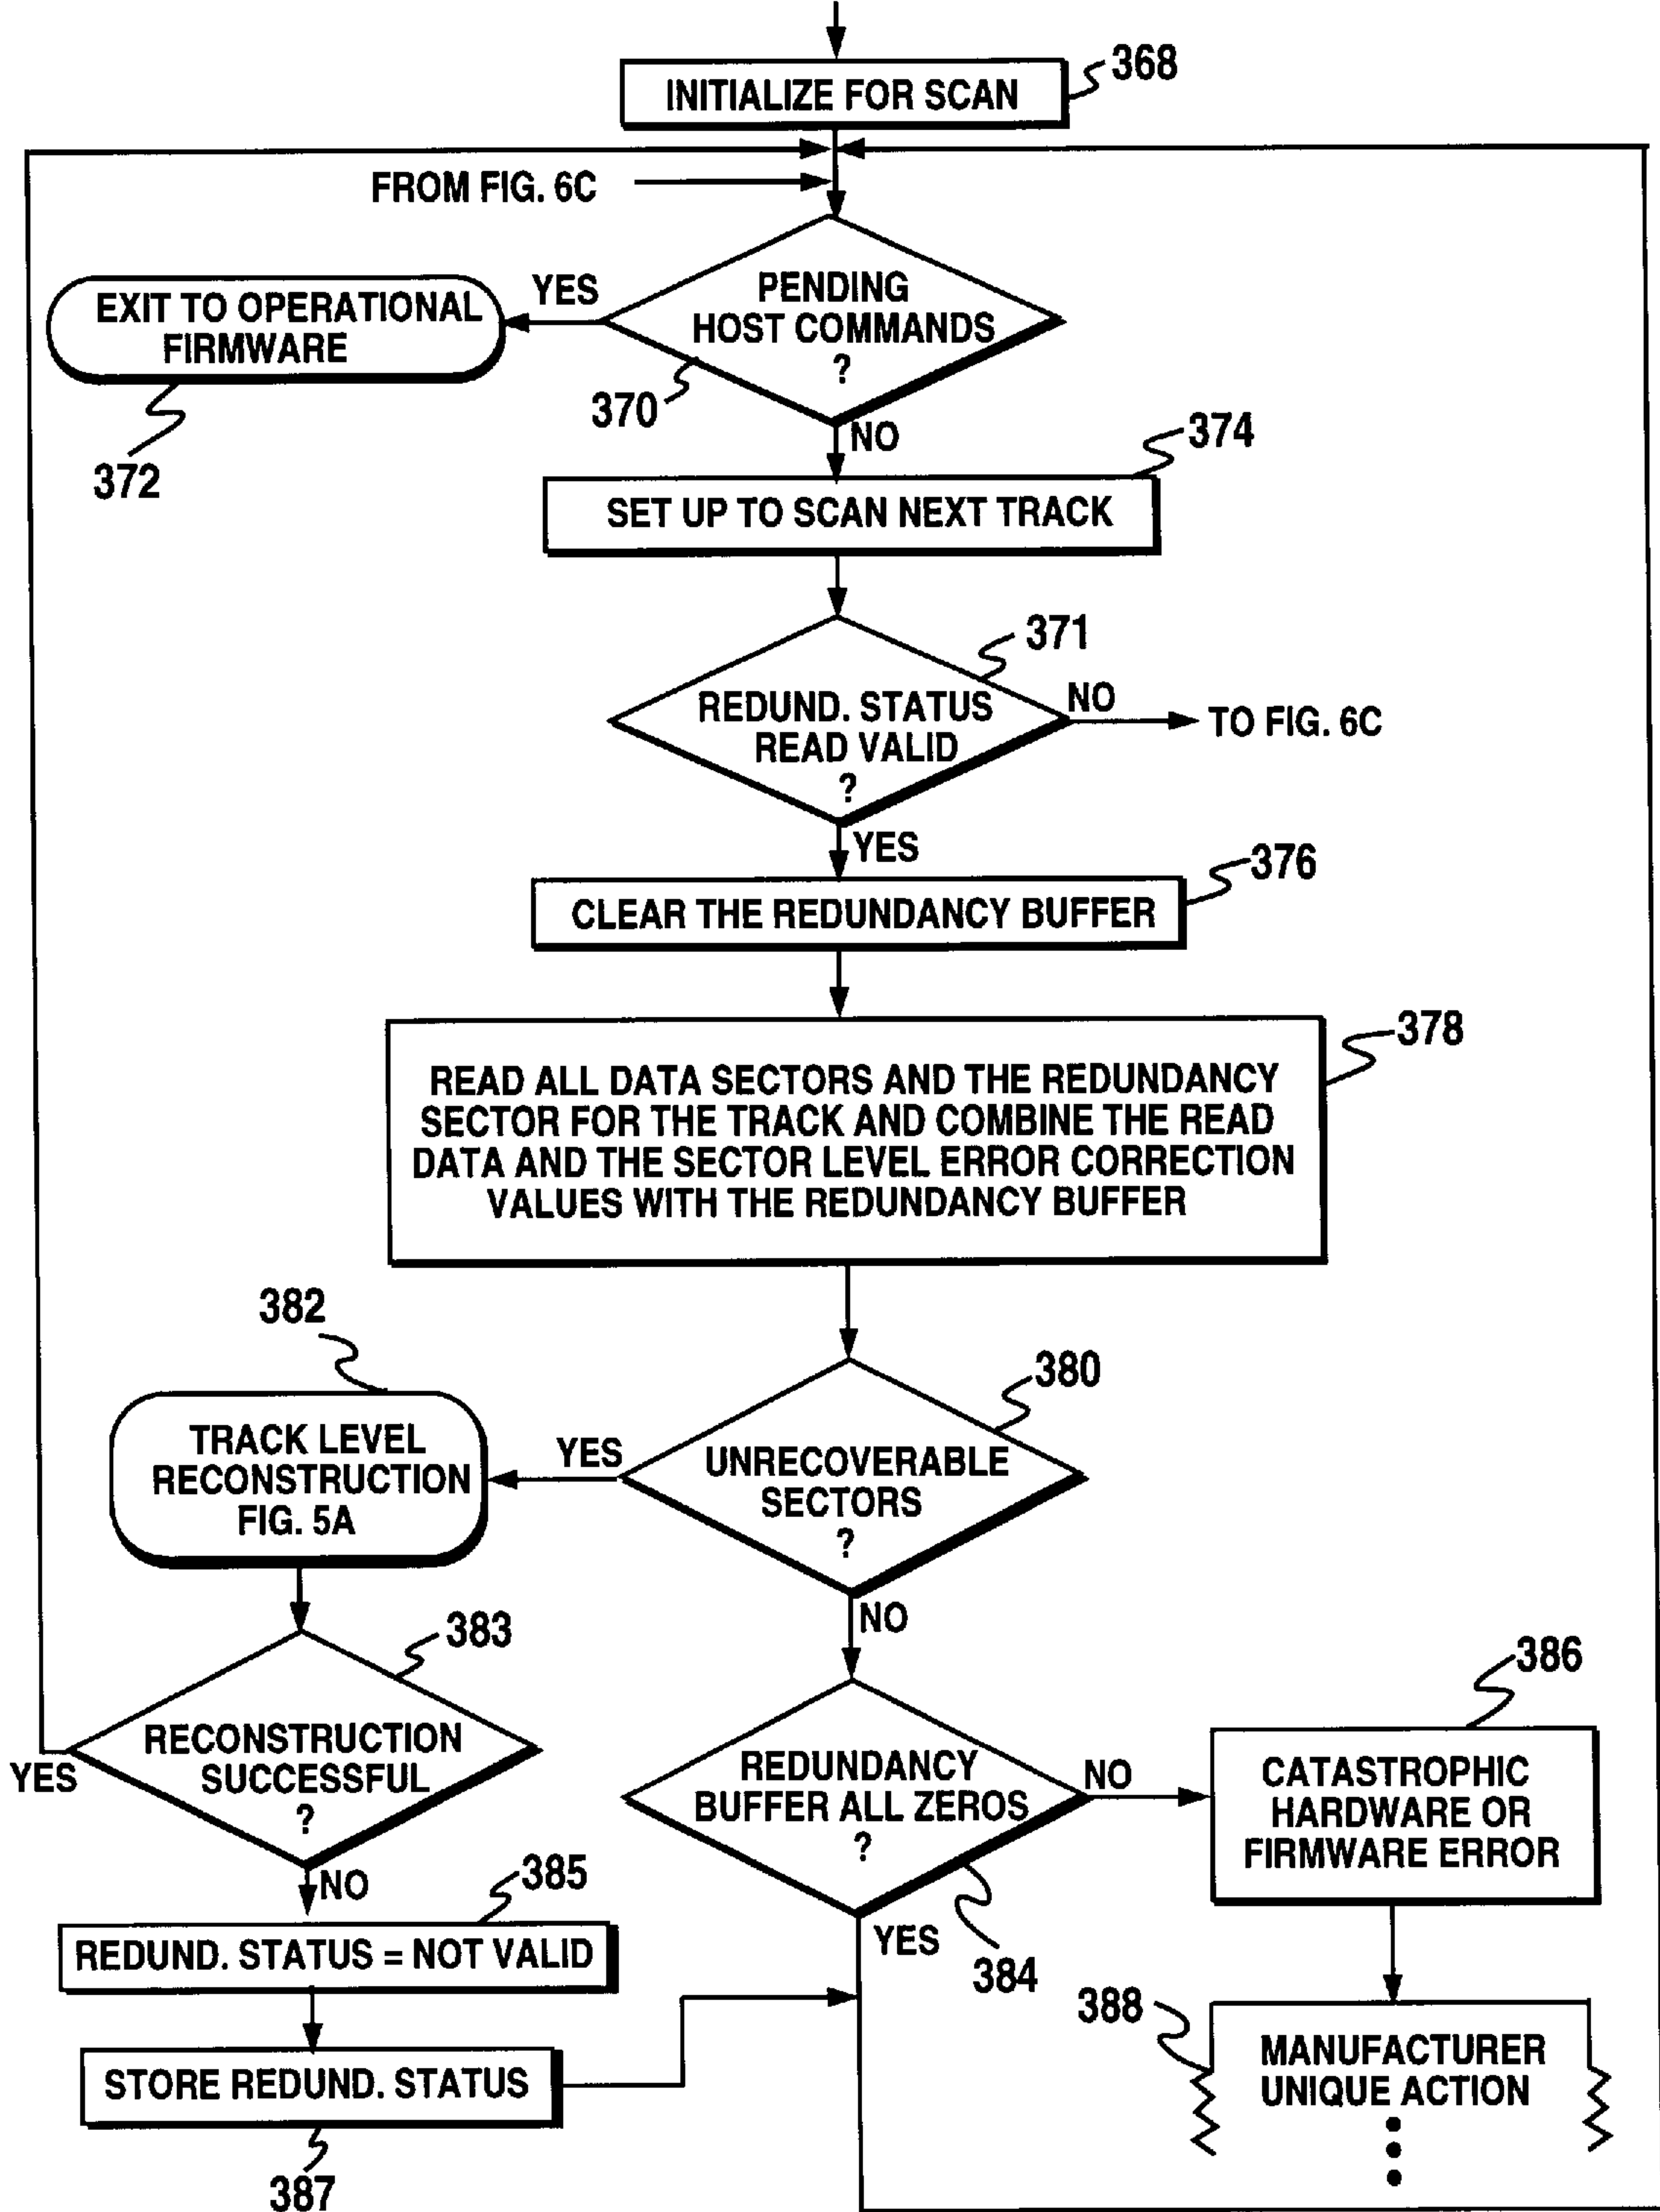 368
INITIALIZE FOR SCAN
FROM FIG. 6C
PENDING
HOST COMMANDS
?
YES
EXIT TO OPERATIONAL
FIRMWARE
370
372
NO
374
SET UP TO SCAN NEXT TRACK
371
REDUND. STATUS
READ VALID
?
NO
TO FIG. 6C
YES
376
CLEAR THE REDUNDANCY BUFFER
378
READ ALL DATA SECTORS AND THE REDUNDANCY
SECTOR FOR THE TRACK AND COMBINE THE READ
DATA AND THE SECTOR LEVEL ERROR CORRECTION
VALUES WITH THE REDUNDANCY BUFFER
382
380
TRACK LEVEL
RECONSTRUCTION
FIG. 5A
YES
UNRECOVERABLE
SECTORS
?
NO
383
RECONSTRUCTION
SUCCESSFUL
?
YES
NO
REDUNDANCY
BUFFER ALL ZEROS
?
NO
386
CATASTROPHIC
HARDWARE OR
FIRMWARE ERROR
385
REDUND. STATUS = NOT VALID
YES
384
388
MANUFACTURER
UNIQUE ACTION
STORE REDUND. STATUS
387